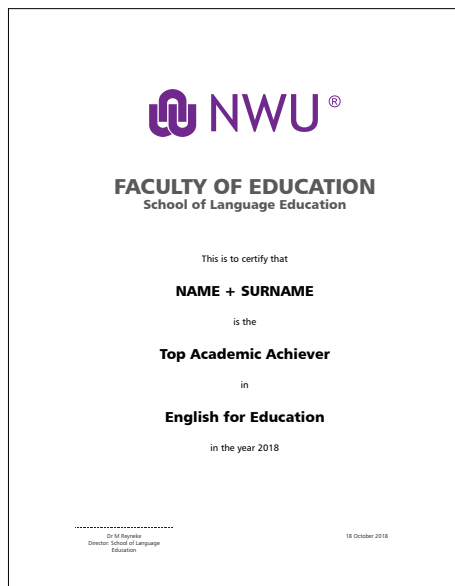 NWU®
FACULTY OF EDUCATION
School of Language Education
This is to certify that
NAME + SURNAME
is the
Top Academic Achiever
in
English for Education
in the year 2018
Dr M Reyneke
Director: School of Language
Education
18 October 2018